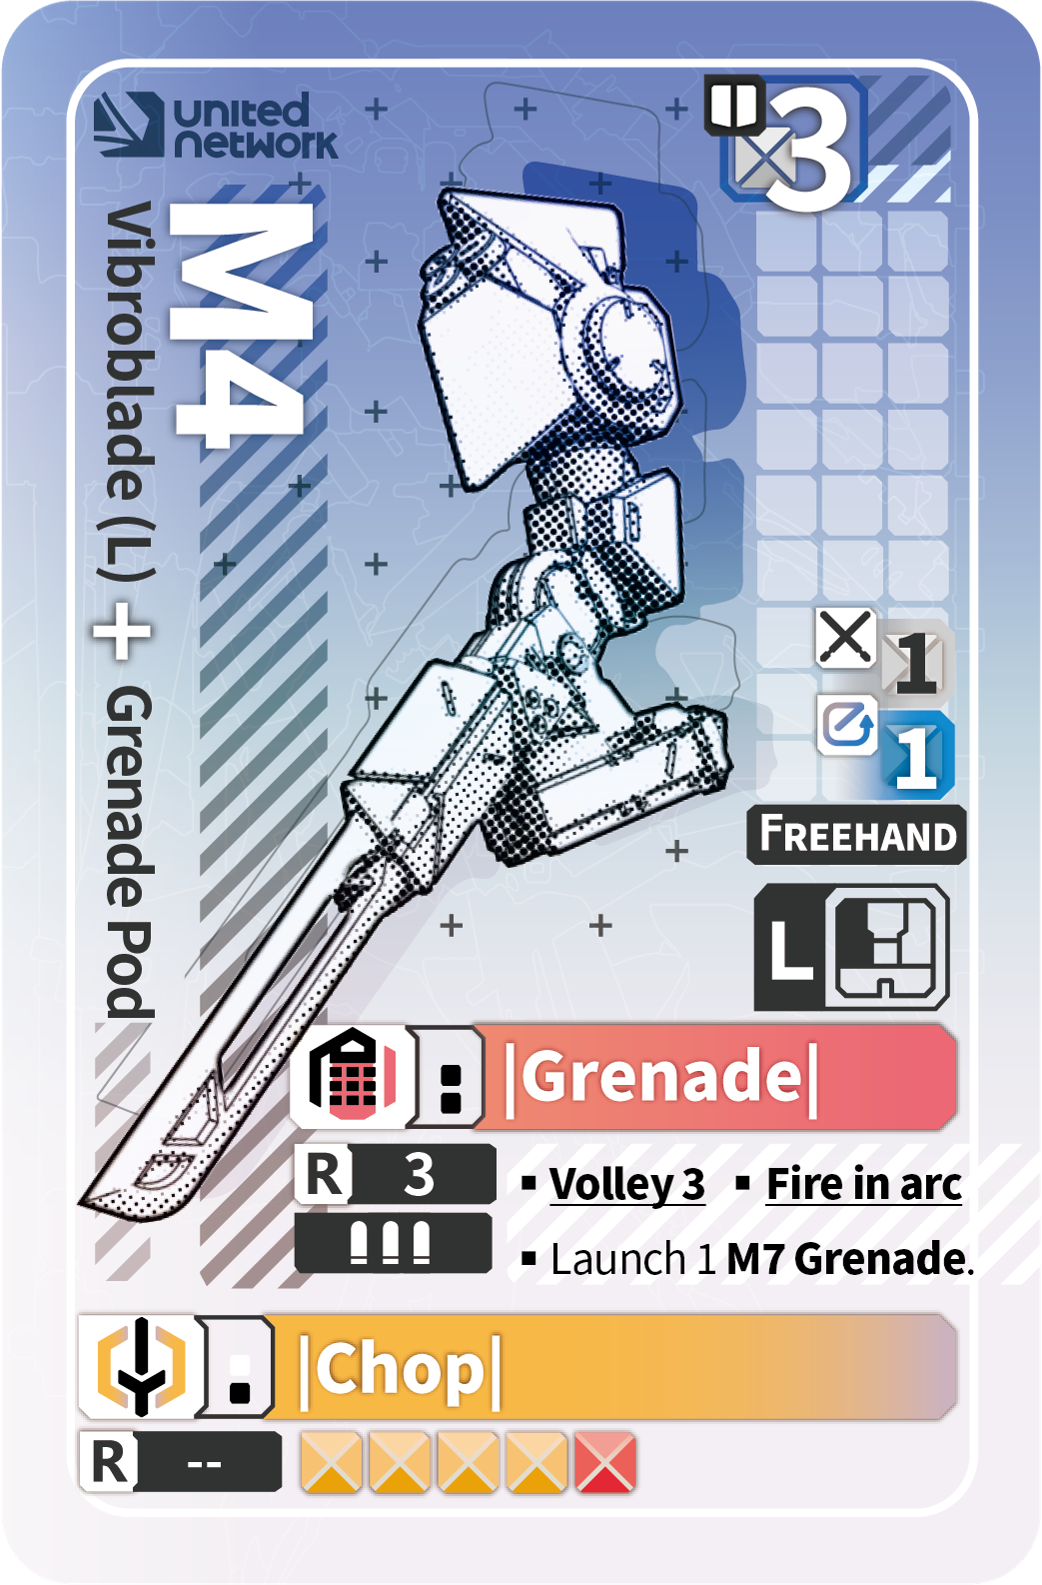 United
Network
3
M4
Vibroblade (L) + Grenade Pod
1
1
FREEHAND
L
|Grenade|
R 3
▪ Volley 3 ▪ Fire in arc
▪ Launch 1 M7 Grenade.
|Chop|
R --